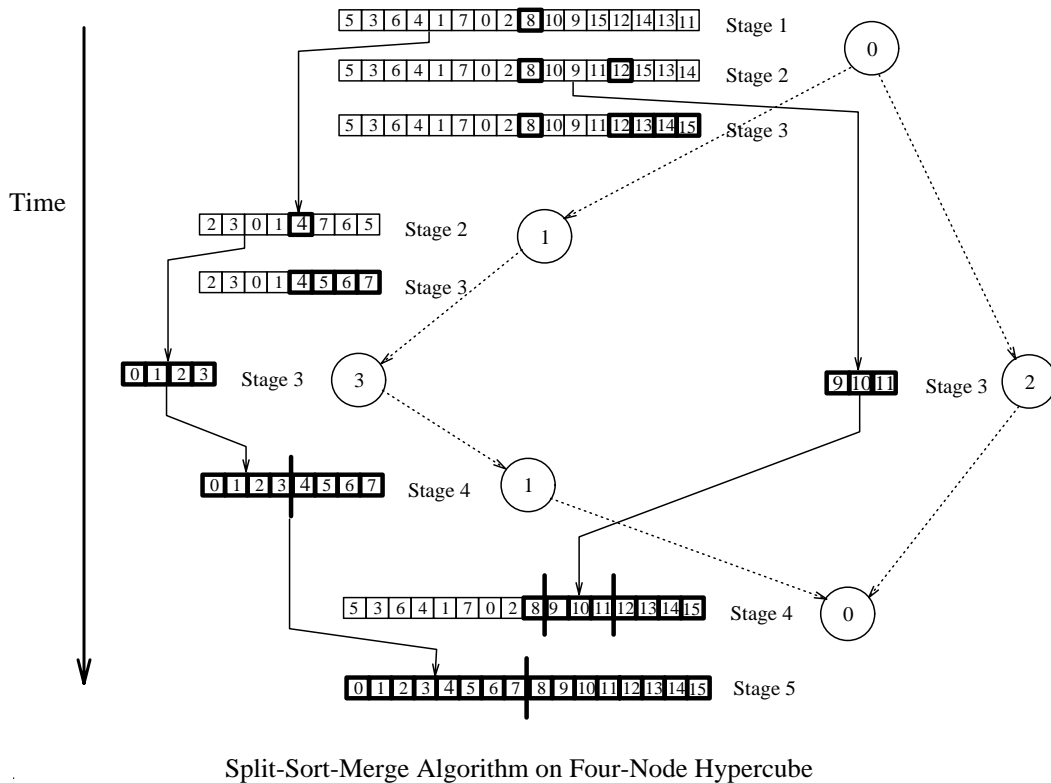 5 3 6 4 1 7 0 2 8 10 9 15 12 14 13 11 Stage 1
0
5 3 6 4 1 7 0 2 8 10 9 11 12 15 13 14 Stage 2
5 3 6 4 1 7 0 2 8 10 9 11 12 13 14 15 Stage 3
Time
2 3 0 1 4 7 6 5 Stage 2
1
2 3 0 1 4 5 6 7 Stage 3
0 1 2 3 Stage 3
3
9 10 11 Stage 3
2
0 1 2 3 4 5 6 7 Stage 4
1
5 3 6 4 1 7 0 2 8 9 10 11 12 13 14 15 Stage 4
0
0 1 2 3 4 5 6 7 8 9 10 11 12 13 14 15 Stage 5
Split-Sort-Merge Algorithm on Four-Node Hypercube